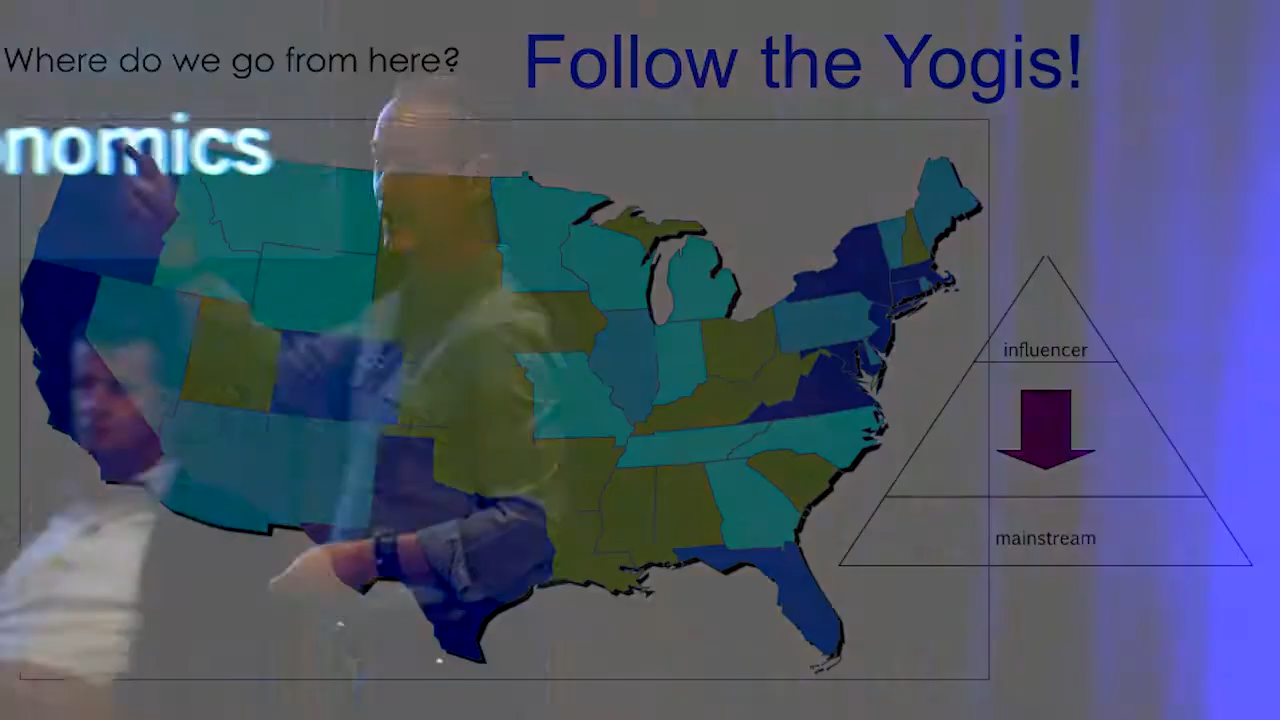 Where do we go from here?
Follow the Yogis!
nomics
influencer
mainstream